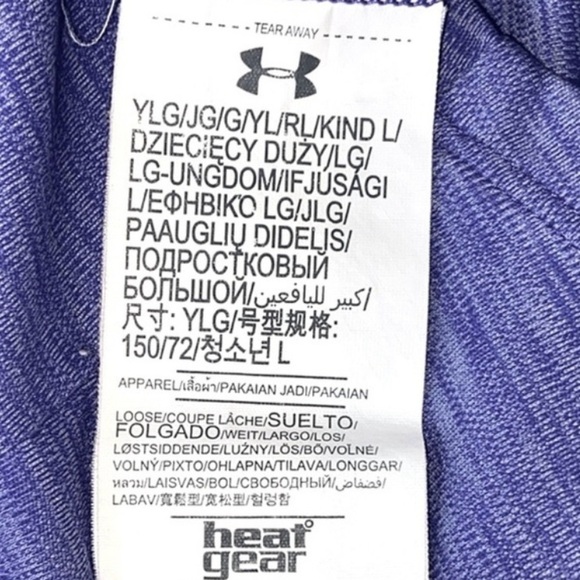 TEAR AWAY
YLG/JG/G/YL/RL/KIND L/
DZIECIĘCY DUŻY/LG/
LG-UNGDOM/IFJÚSÁGI
L/ΕΦΗΒΙΚΌ LG/JLG/
PAAUGLIŲ DIDELIS/
ПОДРОСТКОВЫЙ
БОЛЬШОЙ/كبير لليافعين/
尺寸: YLG/号型规格:
150/72/청소년 L
APPAREL/เสื้อผ้า/PAKAIAN JADI/PAKAIAN
LOOSE/COUPE LÂCHE/SUELTO/
FOLGADO/WEIT/LARGO/LOS/
LØSTSIDDENDE/LUŹNY/LÖS/BŐ/VOLNÉ/
VOLNÝ/ΡΙΧΤΟ/OHLAPNA/TILAVA/LONGGAR/
หลวม/LAISVAS/BOL/СВОБОДНЫЙ/فضفاض/
LABAV/寬鬆型/宽松型/헐렁함
heat
gear